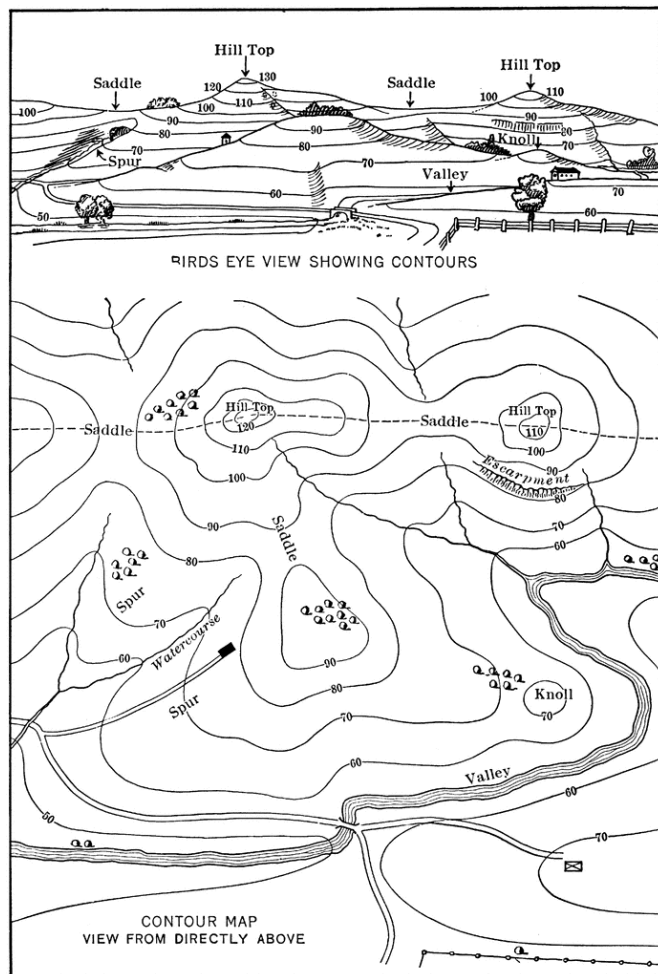 Hill Top
Hill Top
Saddle
120
130
Saddle
100
110
100
110
100
100
90
90
90
80
90
80
80
Spur
70
70
Knoll
70
60
Valley
70
50
60
BIRDS EYE VIEW SHOWING CONTOURS
Hill Top
120
Saddle
Saddle
Hill Top
110
110
100
100
90
Escarpment
80
90
Saddle
70
80
60
Spur
70
Watercourse
60
90
Spur
80
Knoll
70
70
60
Valley
60
50
70
CONTOUR MAP
VIEW FROM DIRECTLY ABOVE